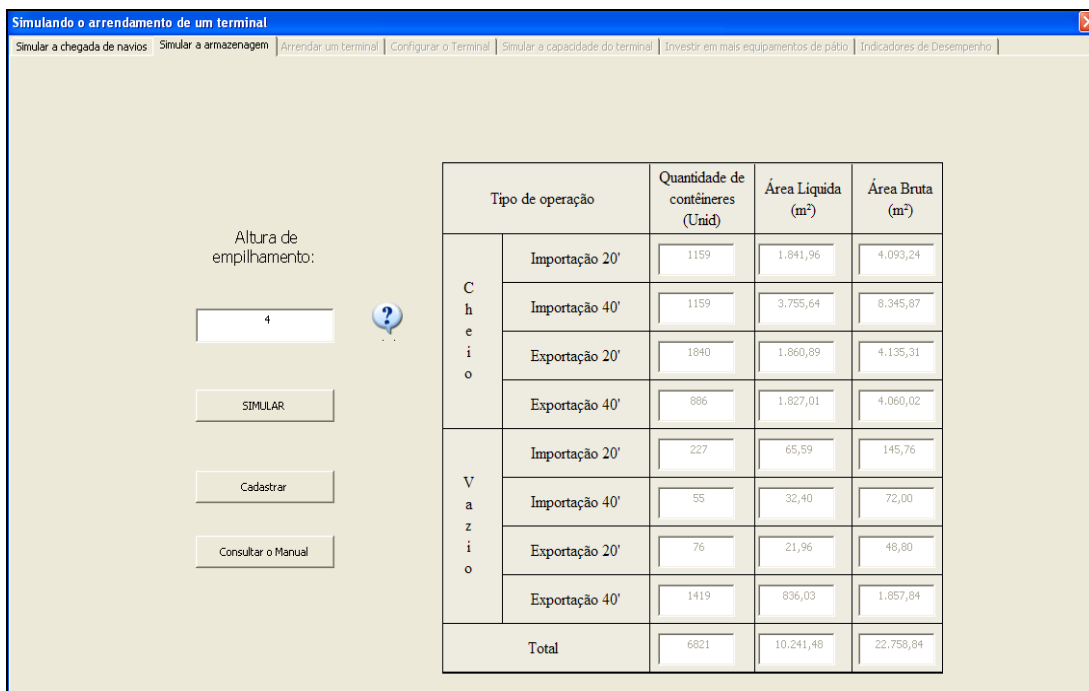 Simulando o arrendamento de um terminal
Simular a chegada de navios Simular a armazenagem Arrendar um terminal Configurar o Terminal Simular a capacidade do terminal Investir em mais equipamentos de pátio Indicadores de Desempenho
Altura de
empilhamento:
4
?
SIMULAR
Cadastrar
Consultar o Manual
Tipo de operação Quantidade de contêineres (Unid) Área Liquida (m²) Área Bruta (m²)
Cheio
Importação 20' 1159 1.841,96 4.093,24
Importação 40' 1159 3.755,64 8.345,87
Exportação 20' 1840 1.860,89 4.135,31
Exportação 40' 886 1.827,01 4.060,02
Vazio
Importação 20' 227 65,59 145,76
Importação 40' 55 32,40 72,00
Exportação 20' 76 21,96 48,80
Exportação 40' 1419 836,03 1.857,84
Total 6821 10.241,48 22.758,84